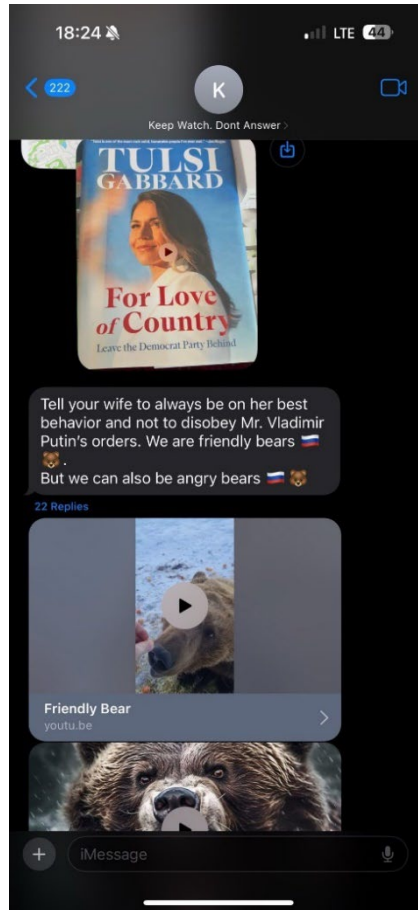 18:24
LTE 44
222
K
Keep Watch. Dont Answer
TULSI
GABBARD
For Love
of Country
Leave the Democrat Party Behind
Tell your wife to always be on her best
behavior and not to disobey Mr. Vladimir
Putin's orders. We are friendly bears 🇷🇺
🐻 .
But we can also be angry bears 🇷🇺 🐻
22 Replies
Friendly Bear
youtu.be
iMessage